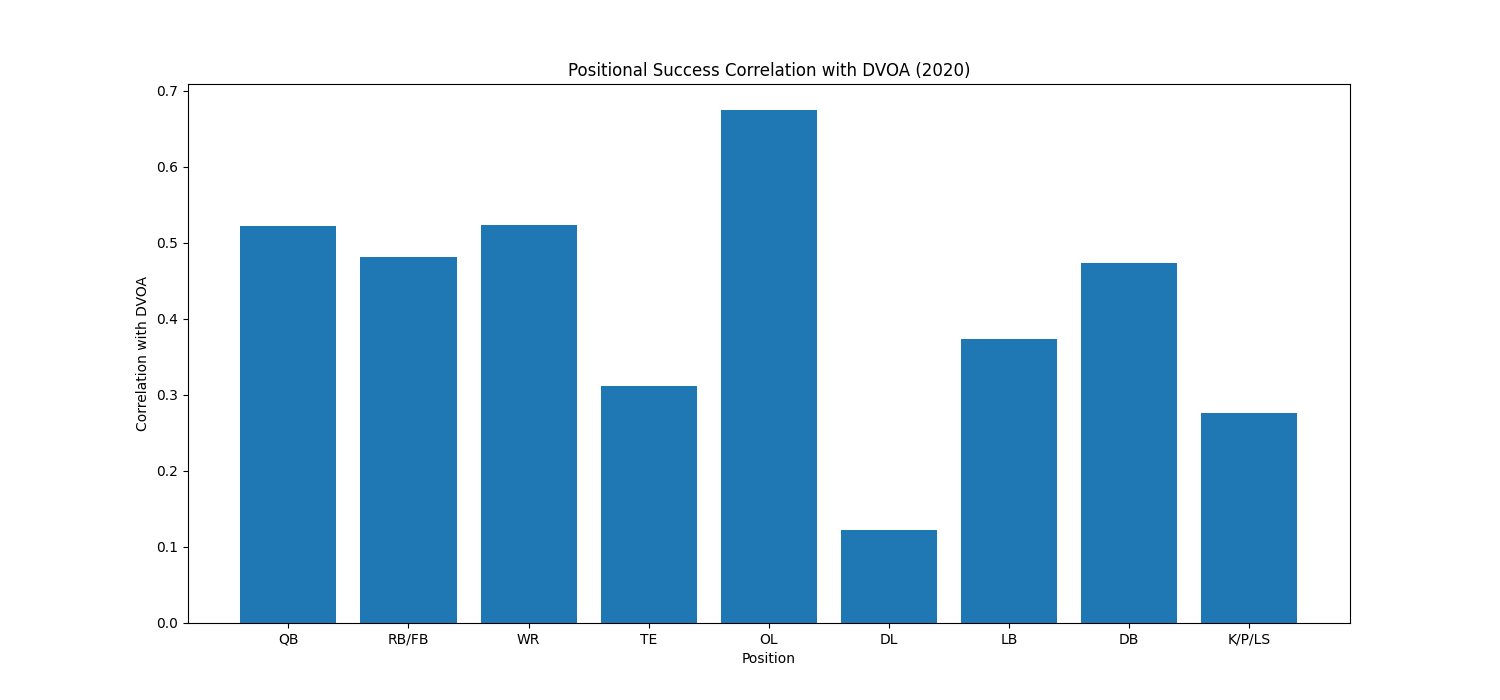 Positional Success Correlation with DVOA (2020)
0.7
0.6
0.5
0.4
0.3
0.2
0.1
0.0
Correlation with DVOA
QB RB/FB WR TE OL DL LB DB K/P/LS
Position